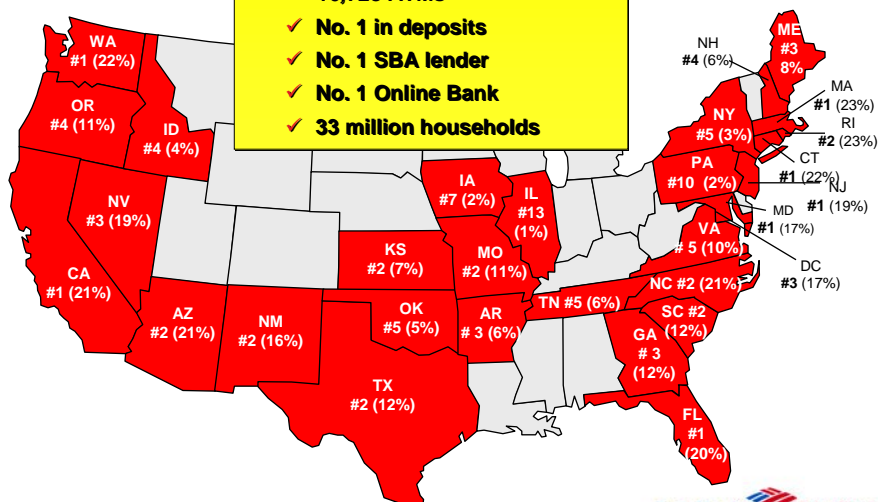 ✓ No. 1 in deposits
✓ No. 1 SBA lender
✓ No. 1 Online Bank
✓ 33 million households
WA
#1 (22%)
OR
#4 (11%)
ID
#4 (4%)
NV
#3 (19%)
CA
#1 (21%)
AZ
#2 (21%)
NM
#2 (16%)
KS
#2 (7%)
OK
#5 (5%)
TX
#2 (12%)
IA
#7 (2%)
MO
#2 (11%)
AR
# 3 (6%)
IL
#13
(1%)
TN #5 (6%)
GA
# 3
(12%)
FL
#1
(20%)
SC #2
(12%)
NC #2 (21%)
VA
# 5 (10%)
PA
#10 (2%)
NY
#5 (3%)
NH
#4 (6%)
ME
#3
8%
MA
#1 (23%)
RI
#2 (23%)
CT
#1 (22%)
NJ
#1 (19%)
MD
#1 (17%)
DC
#3 (17%)